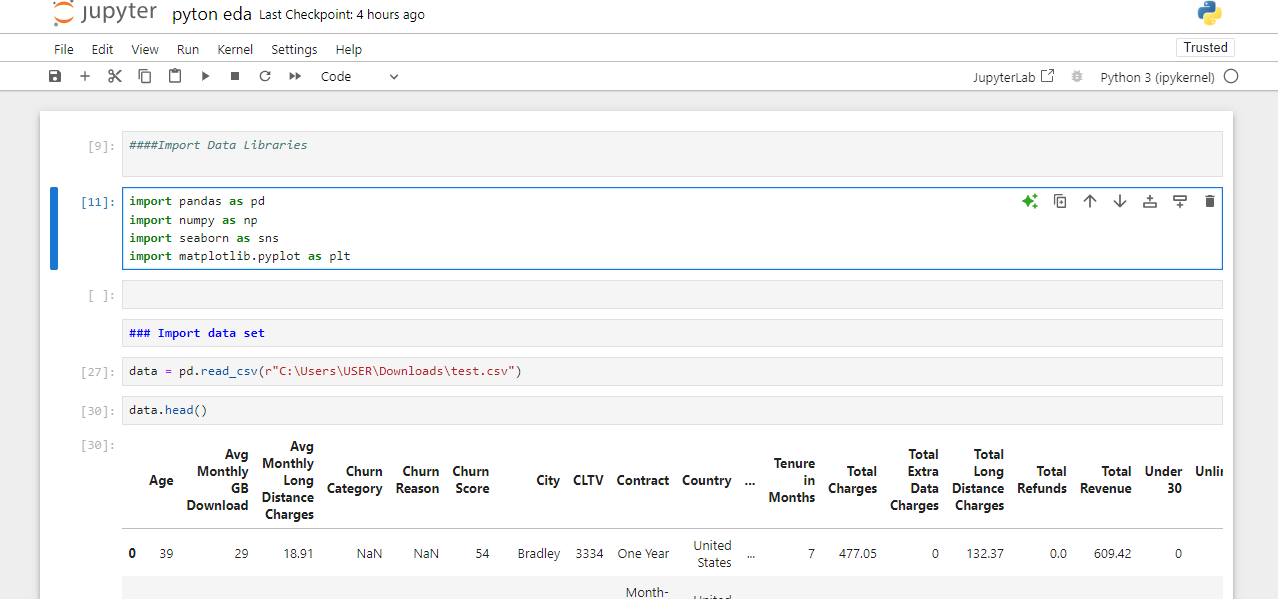 jupyter pyton eda Last Checkpoint: 4 hours ago
File Edit View Run Kernel Settings Help
Trusted
Code
JupyterLab Python 3 (ipykernel)
[9]: ####Import Data Libraries
[11]: import pandas as pd
import numpy as np
import seaborn as sns
import matplotlib.pyplot as plt
[ ]:
### Import data set
[27]: data = pd.read_csv(r"C:\Users\USER\Downloads\test.csv")
[30]: data.head()
[30]:
Age
Avg
Monthly
GB
Download
Avg
Monthly
Long
Distance
Charges
Churn
Category
Churn
Reason
Churn
Score
City
CLTV
Contract
Country
...
Tenure
in
Months
Total
Charges
Total
Extra
Data
Charges
Total
Long
Distance
Charges
Total
Refunds
Total
Revenue
Under
30
0 39 29 18.91 NaN NaN 54 Bradley 3334 One Year United States ... 7 477.05 0 132.37 0.0 609.42 0
Month-